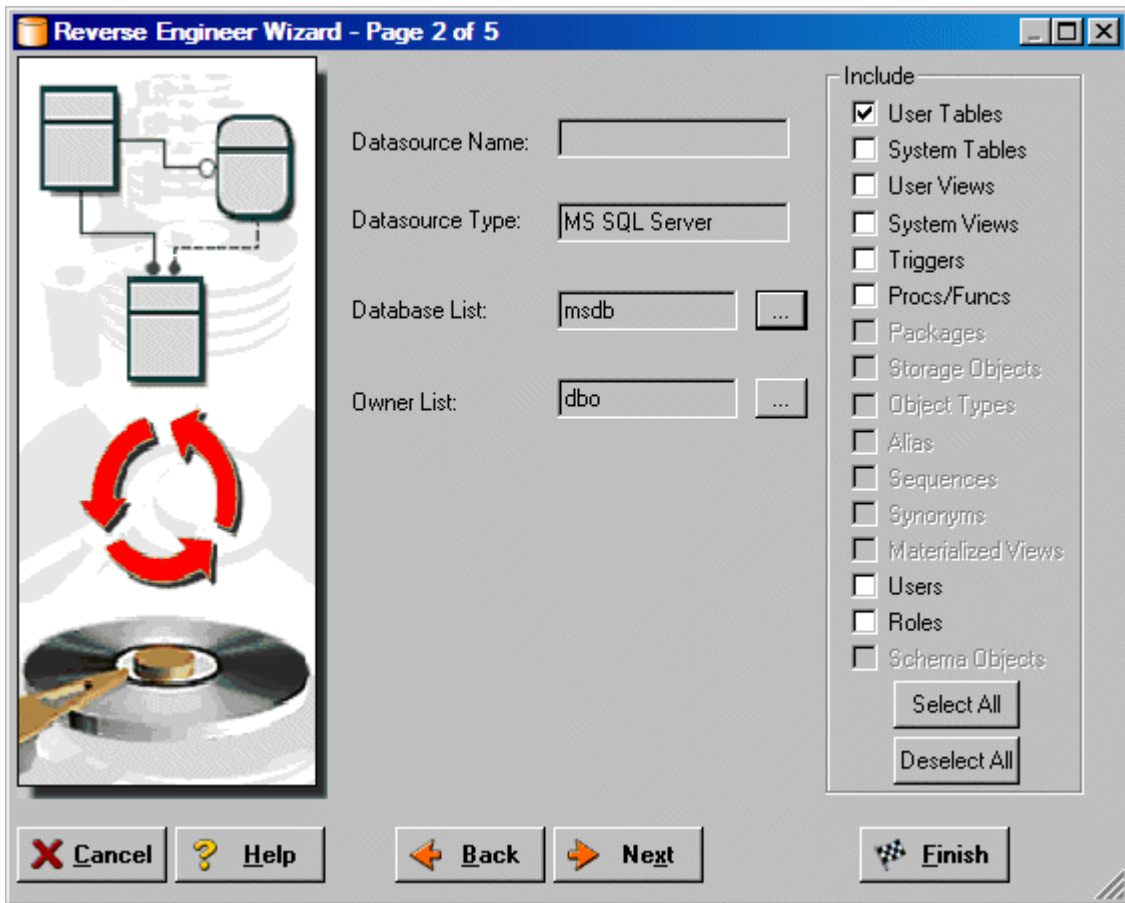 Reverse Engineer Wizard - Page 2 of 5
Include
Datasource Name:
Datasource Type: MS SQL Server
Database List: msdb ...
Owner List: dbo ...
User Tables
System Tables
User Views
System Views
Triggers
Procs/Funcs
Packages
Storage Objects
Object Types
Alias
Sequences
Synonyms
Materialized Views
Users
Roles
Schema Objects
Select All
Deselect All
Cancel
? Help
Back
Next
Finish